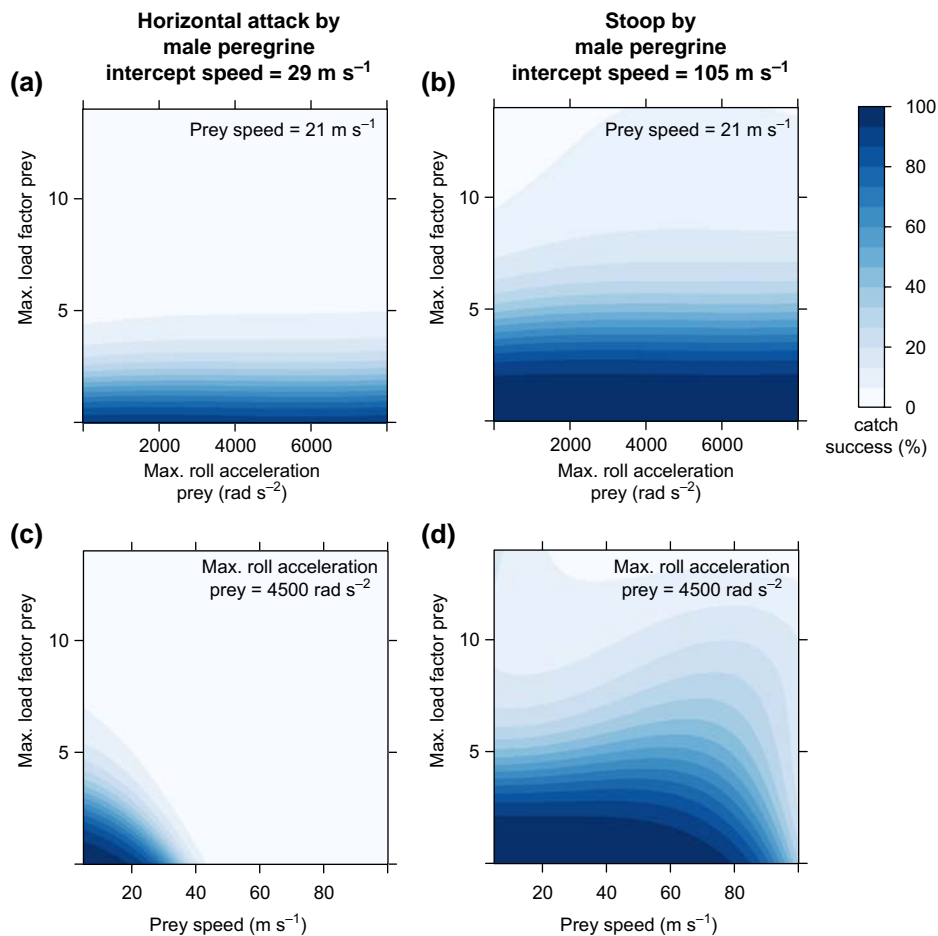 Horizontal attack by
male peregrine
intercept speed = 29 m s⁻¹
Stoop by
male peregrine
intercept speed = 105 m s⁻¹
(a)
Prey speed = 21 m s⁻¹
Max. load factor prey
10
5
2000 4000 6000
Max. roll acceleration
prey (rad s⁻²)
(b)
Prey speed = 21 m s⁻¹
Max. load factor prey
10
5
2000 4000 6000
Max. roll acceleration
prey (rad s⁻²)
100
80
60
40
20
0
catch
success (%)
(c)
Max. roll acceleration
prey = 4500 rad s⁻²
Max. load factor prey
10
5
20 40 60 80
Prey speed (m s⁻¹)
(d)
Max. roll acceleration
prey = 4500 rad s⁻²
Max. load factor prey
10
5
20 40 60 80
Prey speed (m s⁻¹)